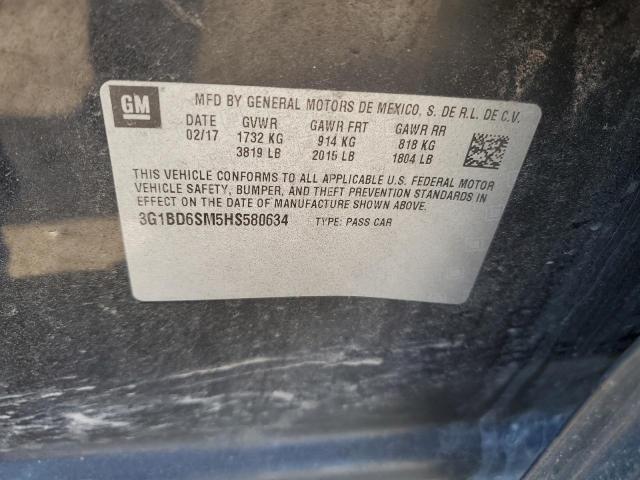 GM
MFD BY GENERAL MOTORS DE MEXICO, S. DE R.L. DE C.V.
DATE GVWR GAWR FRT GAWR RR
02/17 1732 KG 914 KG 818 KG
3819 LB 2015 LB 1804 LB
THIS VEHICLE CONFORMS TO ALL APPLICABLE U.S. FEDERAL MOTOR
VEHICLE SAFETY, BUMPER, AND THEFT PREVENTION STANDARDS IN
EFFECT ON THE DATE OF MANUFACTURE SHOWN ABOVE.
3G1BD6SM5HS580634 TYPE: PASS CAR